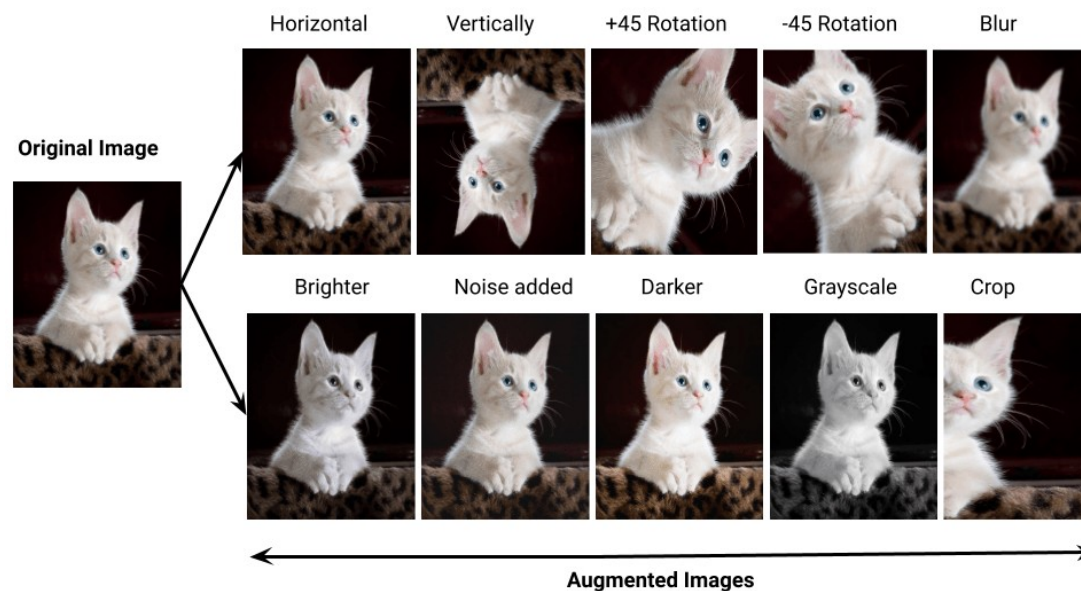 Horizontal
Vertically
+45 Rotation
-45 Rotation
Blur
Original Image
Brighter
Noise added
Darker
Grayscale
Crop
Augmented Images